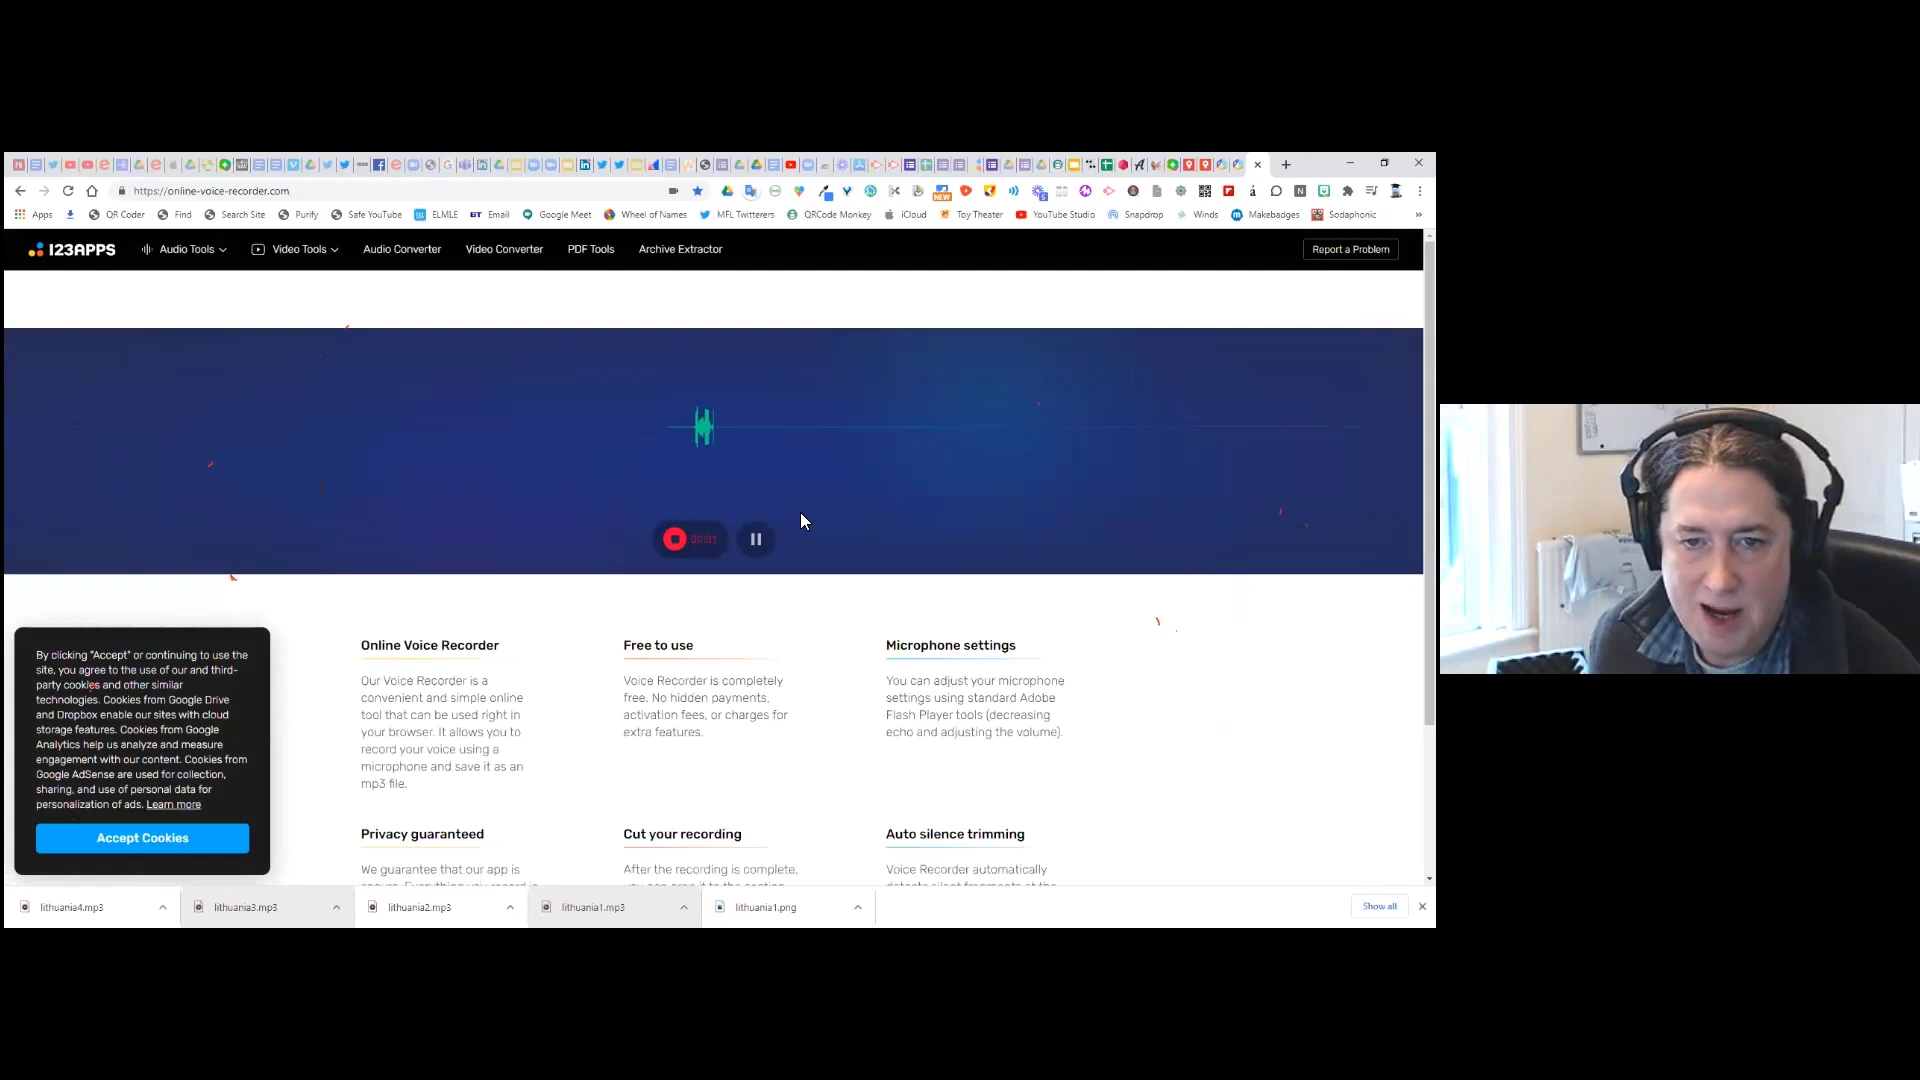 https://online-voice-recorder.com
Apps QR Coder Find Search Site Purify Safe YouTube ELMLE BT Email Google Meet Wheel of Names MFL Twitterers QRCode Monkey iCloud Toy Theater YouTube Studio Snapdrop Winds Makebadges Sodaphonic »
123APPS Audio Tools Video Tools Audio Converter Video Converter PDF Tools Archive Extractor Report a Problem
00:01
Online Voice Recorder
Our Voice Recorder is a
convenient and simple online
tool that can be used right in
your browser. It allows you to
record your voice using a
microphone and save it as an
mp3 file.
Free to use
Voice Recorder is completely
free. No hidden payments,
activation fees, or charges for
extra features.
Microphone settings
You can adjust your microphone
settings using standard Adobe
Flash Player tools (decreasing
echo and adjusting the volume).
By clicking "Accept" or continuing to use the
site, you agree to the use of our and third-
party cookies and other similar
technologies. Cookies from Google Drive
and Dropbox enable our sites with cloud
storage features. Cookies from Google
Analytics help us analyze and measure
engagement with our content. Cookies from
Google AdSense are used for collection,
sharing, and use of personal data for
personalization of ads. Learn more
Accept Cookies
Privacy guaranteed
We guarantee that our app is
Cut your recording
After the recording is complete,
Auto silence trimming
Voice Recorder automatically
lithuania4.mp3 lithuania3.mp3 lithuania2.mp3 lithuania1.mp3 lithuania1.png Show all